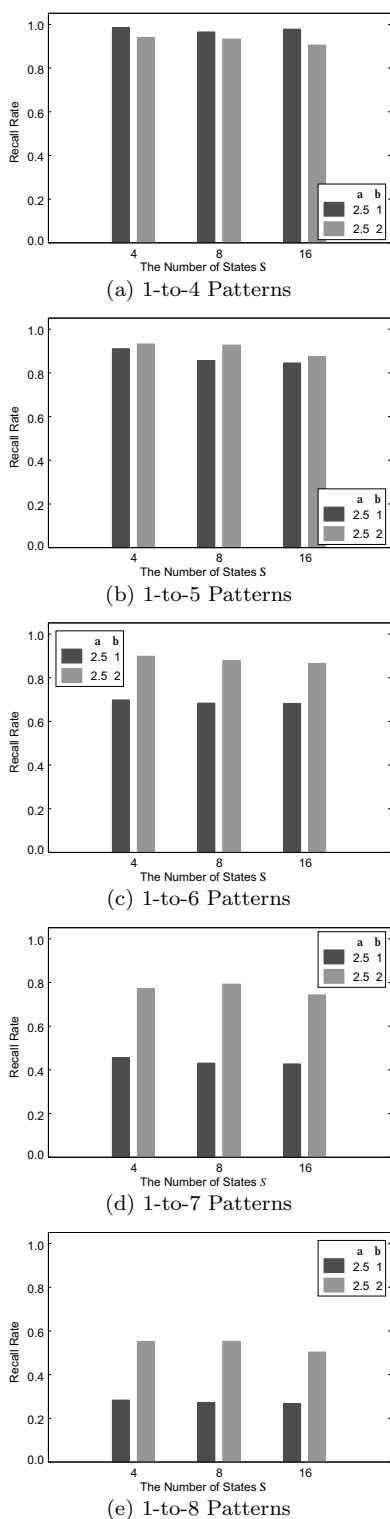 1.0
0.8
0.6
0.4
0.2
0.0
Recall Rate
a b
2.5 1
2.5 2
4 8 16
The Number of States S
(a) 1-to-4 Patterns
1.0
0.8
0.6
0.4
0.2
0.0
Recall Rate
a b
2.5 1
2.5 2
4 8 16
The Number of States S
(b) 1-to-5 Patterns
1.0
0.8
0.6
0.4
0.2
0.0
Recall Rate
a b
2.5 1
2.5 2
4 8 16
The Number of States S
(c) 1-to-6 Patterns
1.0
0.8
0.6
0.4
0.2
0.0
Recall Rate
a b
2.5 1
2.5 2
4 8 16
The Number of States S
(d) 1-to-7 Patterns
1.0
0.8
0.6
0.4
0.2
0.0
Recall Rate
a b
2.5 1
2.5 2
4 8 16
The Number of States S
(e) 1-to-8 Patterns